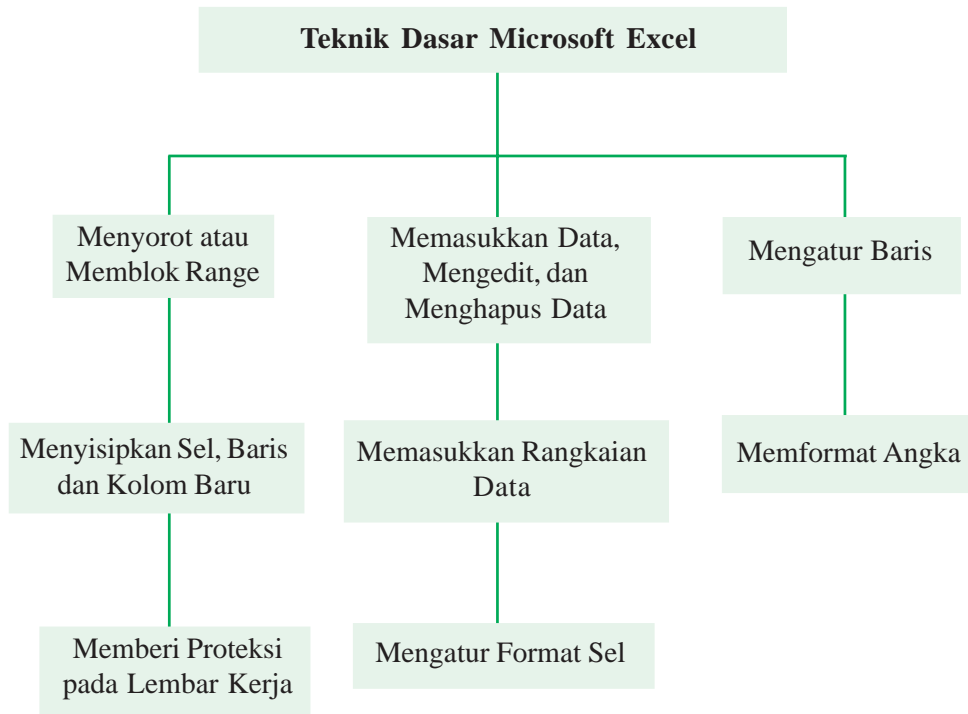 Teknik Dasar Microsoft Excel
Menyorot atau
Memblok Range
Memasukkan Data,
Mengedit, dan
Menghapus Data
Mengatur Baris
Menyisipkan Sel, Baris
dan Kolom Baru
Memasukkan Rangkaian
Data
Memformat Angka
Memberi Proteksi
pada Lembar Kerja
Mengatur Format Sel